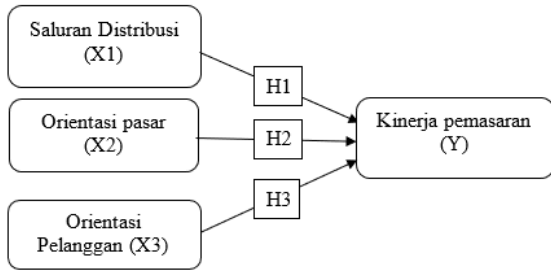 Saluran Distribusi
(X1)
H1
Orientasi pasar
(X2)
H2
Kinerja pemasaran
(Y)
H3
Orientasi
Pelanggan (X3)